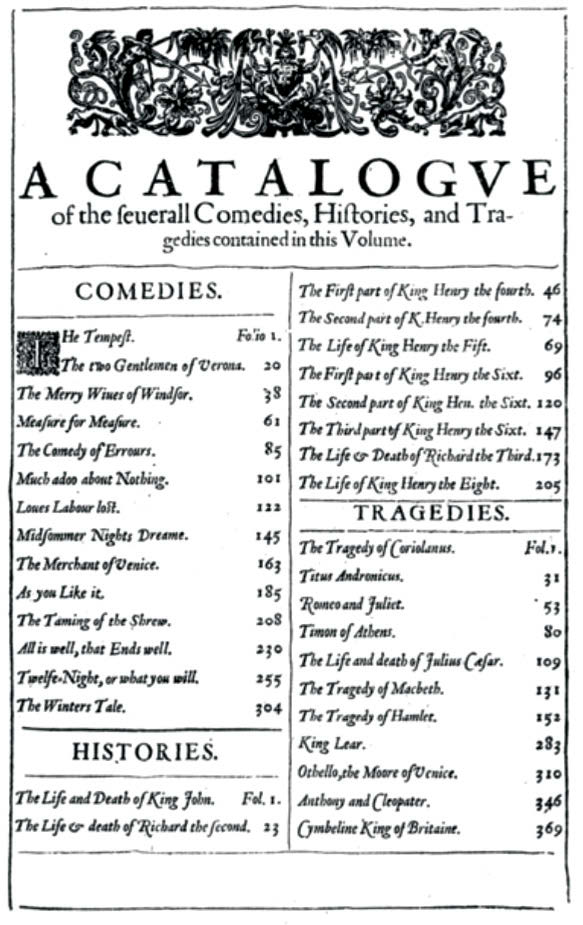 A CATALOGVE
of the ſeuerall Comedies, Hiſtories, and Tra-
gedies contained in this Volume.
COMEDIES.
The Tempeſt. Folio 1.
The two Gentlemen of Verona. 20
The Merry Wiues of Windſor. 38
Meaſure for Meaſure. 61
The Comedy of Errours. 85
Much adoo about Nothing. 101
Loues Labour loſt. 122
Midſommer Nights Dreame. 145
The Merchant of Venice. 163
As you Like it. 185
The Taming of the Shrew. 208
All is well, that Ends well. 230
Twelfe-Night, or what you will. 255
The Winters Tale. 304
HISTORIES.
The Life and Death of King John. Fol. 1.
The Life & death of Richard the ſecond. 23
The Firſt part of King Henry the fourth. 46
The Second part of K. Henry the fourth. 74
The Life of King Henry the Fift. 69
The Firſt part of King Henry the Sixt. 96
The Second part of King Hen. the Sixt. 120
The Third part of King Henry the Sixt. 147
The Life & Death of Richard the Third. 173
The Life of King Henry the Eight. 205
TRAGEDIES.
The Tragedy of Coriolanus. Fol. 1.
Titus Andronicus. 31
Romeo and Juliet. 53
Timon of Athens. 80
The Life and death of Julius Cæſar. 109
The Tragedy of Macbeth. 131
The Tragedy of Hamlet. 152
King Lear. 283
Othello, the Moore of Venice. 310
Anthony and Cleopater. 346
Cymbeline King of Britaine. 369